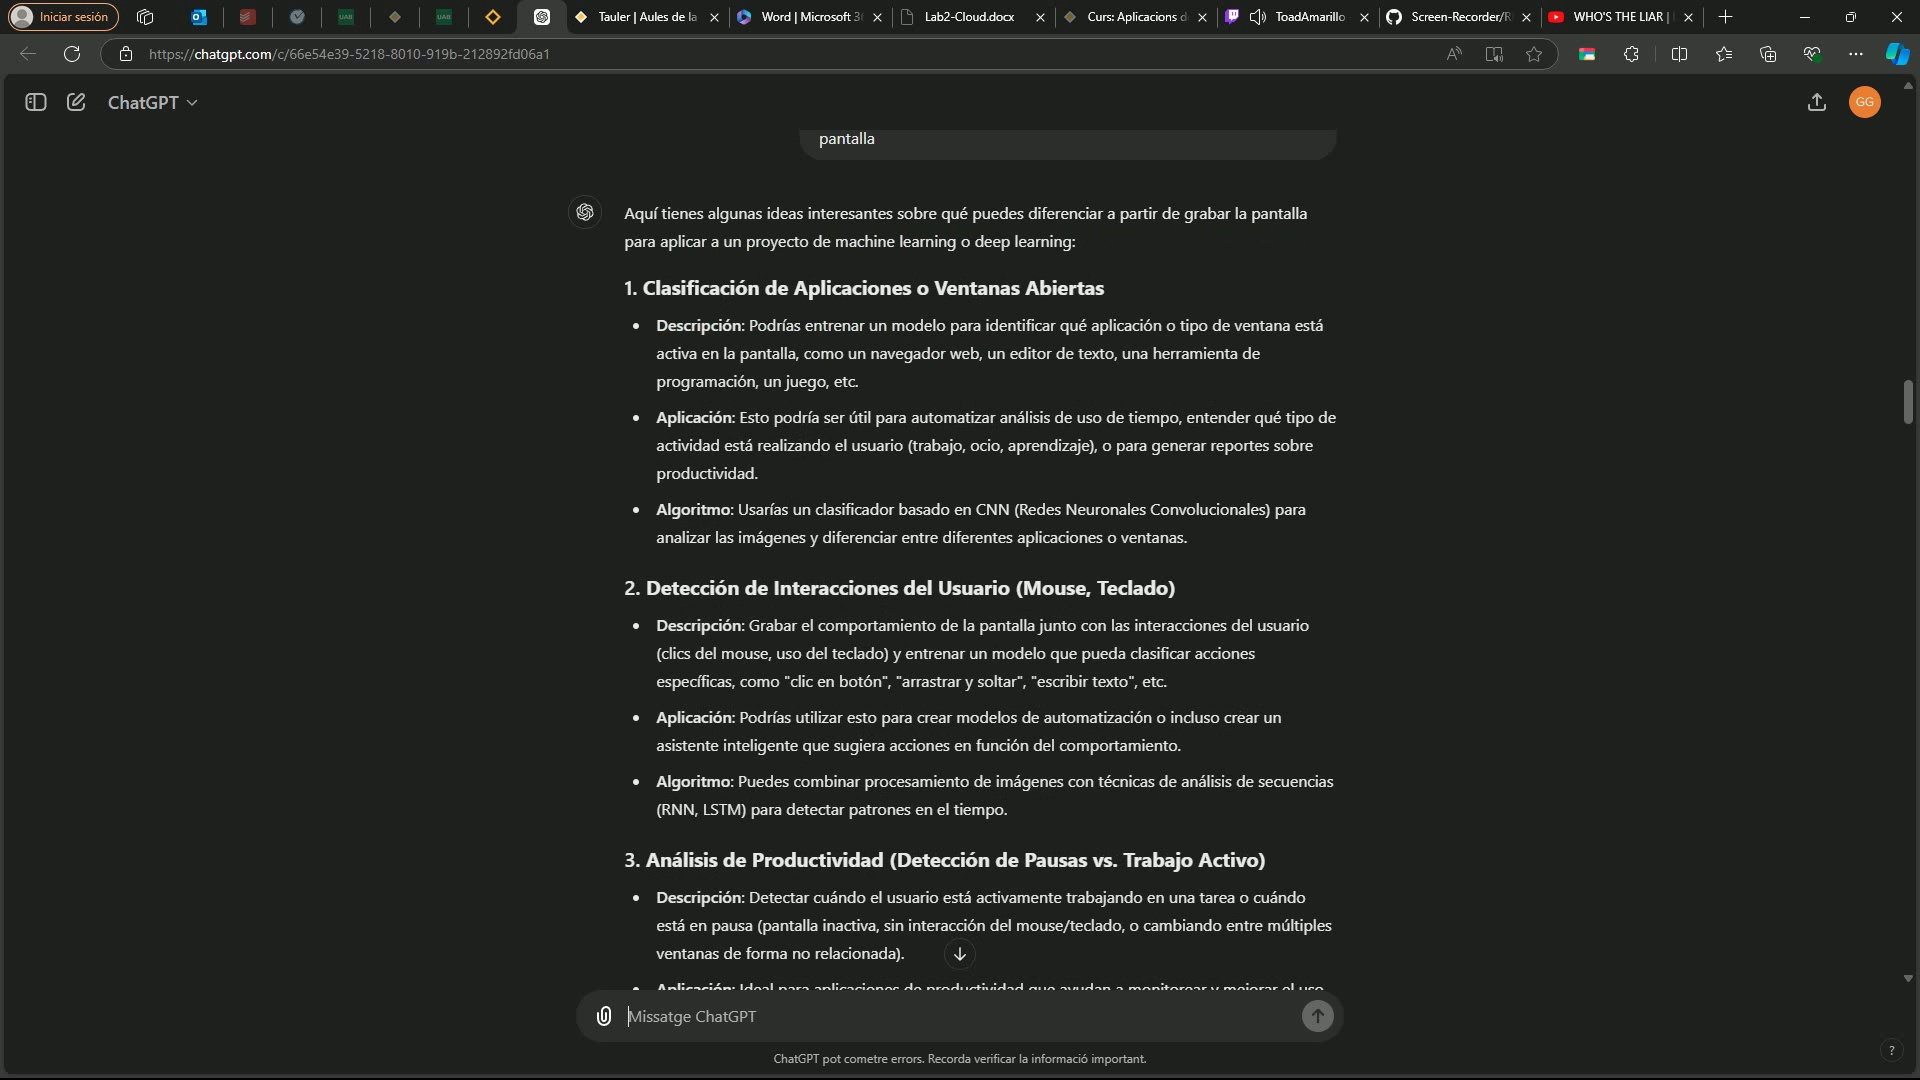 Iniciar sesión
UAB
UAB
Tauler | Aules de la
Word | Microsoft 3
Lab2-Cloud.docx
Curs: Aplicacions d
ToadAmarillo
Screen-Recorder/R
WHO'S THE LIAR |
https://chatgpt.com/c/66e54e39-5218-8010-919b-212892fd06a1
ChatGPT
GG
pantalla
Aquí tienes algunas ideas interesantes sobre qué puedes diferenciar a partir de grabar la pantalla
para aplicar a un proyecto de machine learning o deep learning:
1. Clasificación de Aplicaciones o Ventanas Abiertas
• Descripción: Podrías entrenar un modelo para identificar qué aplicación o tipo de ventana está
activa en la pantalla, como un navegador web, un editor de texto, una herramienta de
programación, un juego, etc.
• Aplicación: Esto podría ser útil para automatizar análisis de uso de tiempo, entender qué tipo de
actividad está realizando el usuario (trabajo, ocio, aprendizaje), o para generar reportes sobre
productividad.
• Algoritmo: Usarías un clasificador basado en CNN (Redes Neuronales Convolucionales) para
analizar las imágenes y diferenciar entre diferentes aplicaciones o ventanas.
2. Detección de Interacciones del Usuario (Mouse, Teclado)
• Descripción: Grabar el comportamiento de la pantalla junto con las interacciones del usuario
(clics del mouse, uso del teclado) y entrenar un modelo que pueda clasificar acciones
específicas, como "clic en botón", "arrastrar y soltar", "escribir texto", etc.
• Aplicación: Podrías utilizar esto para crear modelos de automatización o incluso crear un
asistente inteligente que sugiera acciones en función del comportamiento.
• Algoritmo: Puedes combinar procesamiento de imágenes con técnicas de análisis de secuencias
(RNN, LSTM) para detectar patrones en el tiempo.
3. Análisis de Productividad (Detección de Pausas vs. Trabajo Activo)
• Descripción: Detectar cuándo el usuario está activamente trabajando en una tarea o cuándo
está en pausa (pantalla inactiva, sin interacción del mouse/teclado, o cambiando entre múltiples
ventanas de forma no relacionada).
• Aplicación: Ideal para aplicaciones de productividad que ayudan a monitorear y mejorar el uso
Missatge ChatGPT
ChatGPT pot cometre errors. Recorda verificar la informació important.
?